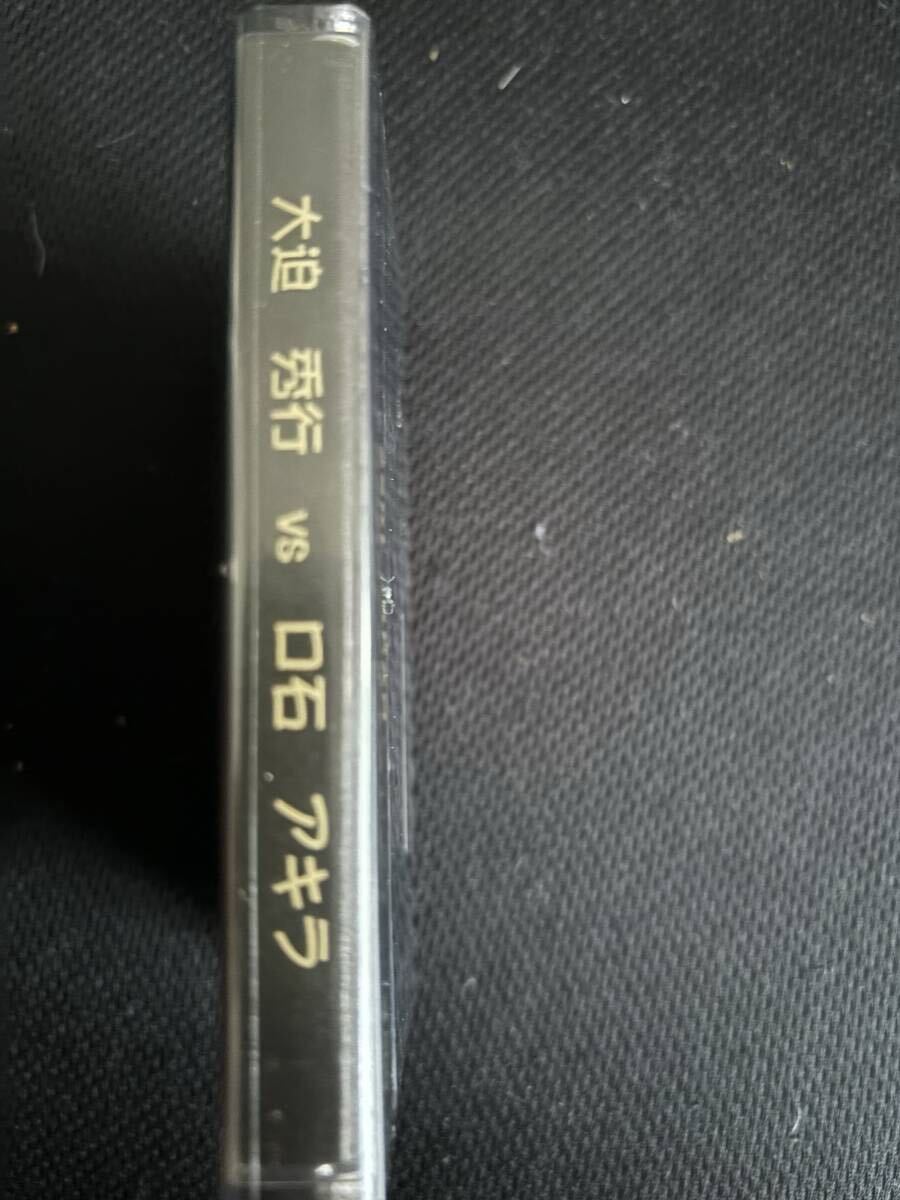 大迫 秀行 vs 口石 アキラ